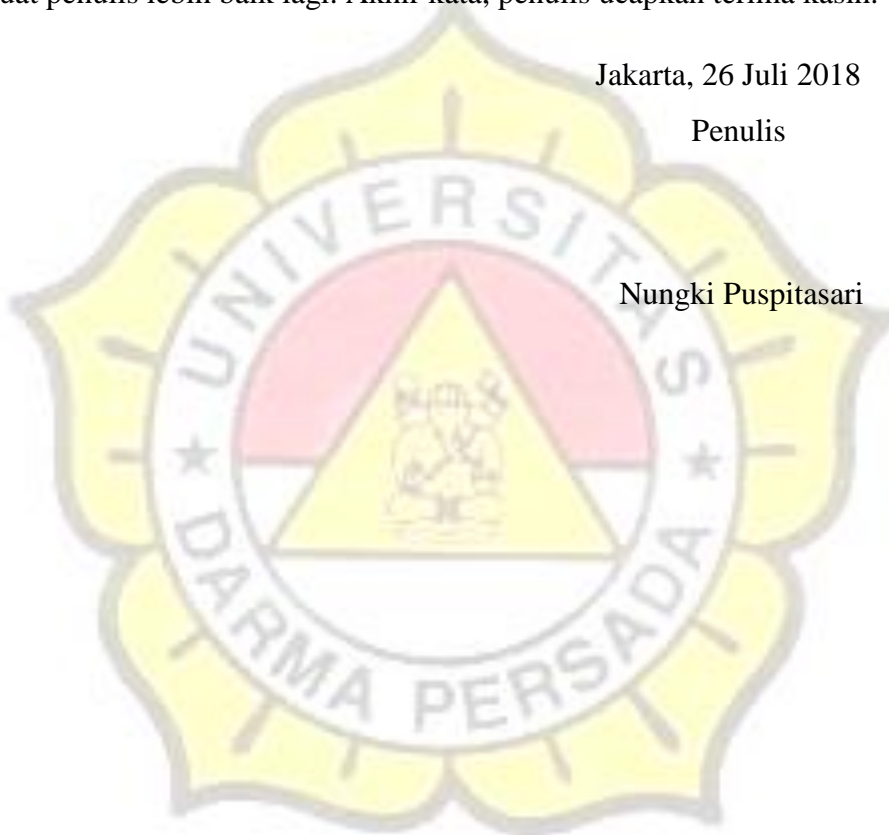 penulis lebih baik lagi. Akhir kata, penulis ucapkan terima kasih.
Jakarta, 26 Juli 2018
Penulis
Nungki Puspitasari
UNIVERSITAS
★ DARMA PERSADA ★